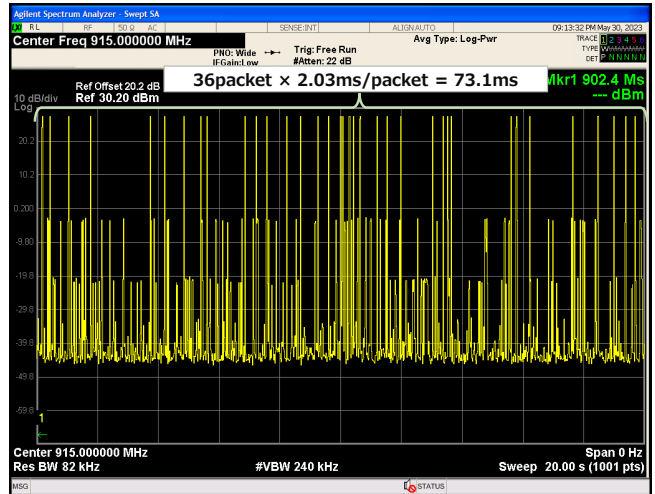 Agilent Spectrum Analyzer - Swept SA
LXI RL RF 50 Ω AC SENSE:INT ALIGN AUTO 09:13:32 PM May 30, 2023
Center Freq 915.000000 MHz Avg Type: Log-Pwr TRACE 1 2 3 4 5 6
PNO: Wide Trig: Free Run TYPE
IFGain:Low #Atten: 22 dB DET P N N N N N
36packet × 2.03ms/packet = 73.1ms
Mkr1 902.4 Ms
Ref Offset 20.2 dB
10 dB/div Ref 30.20 dBm --- dBm
Log
20.2
10.2
0.200
-9.80
-19.8
-29.8
-39.8
-49.8
-59.8
1
Center 915.000000 MHz Span 0 Hz
Res BW 82 kHz #VBW 240 kHz Sweep 20.00 s (1001 pts)
MSG STATUS